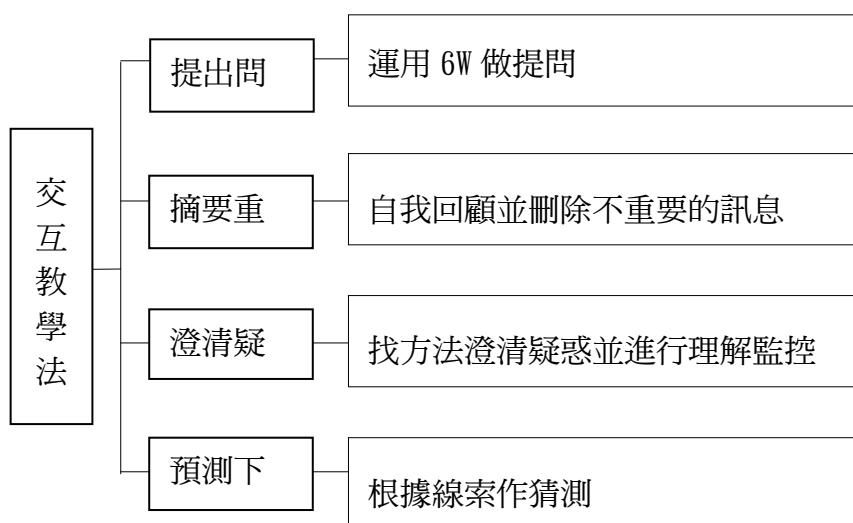 交互教學法
提出問
運用 6W 做提問
摘要重
自我回顧並刪除不重要的訊息
澄清疑
找方法澄清疑惑並進行理解監控
預測下
根據線索作猜測